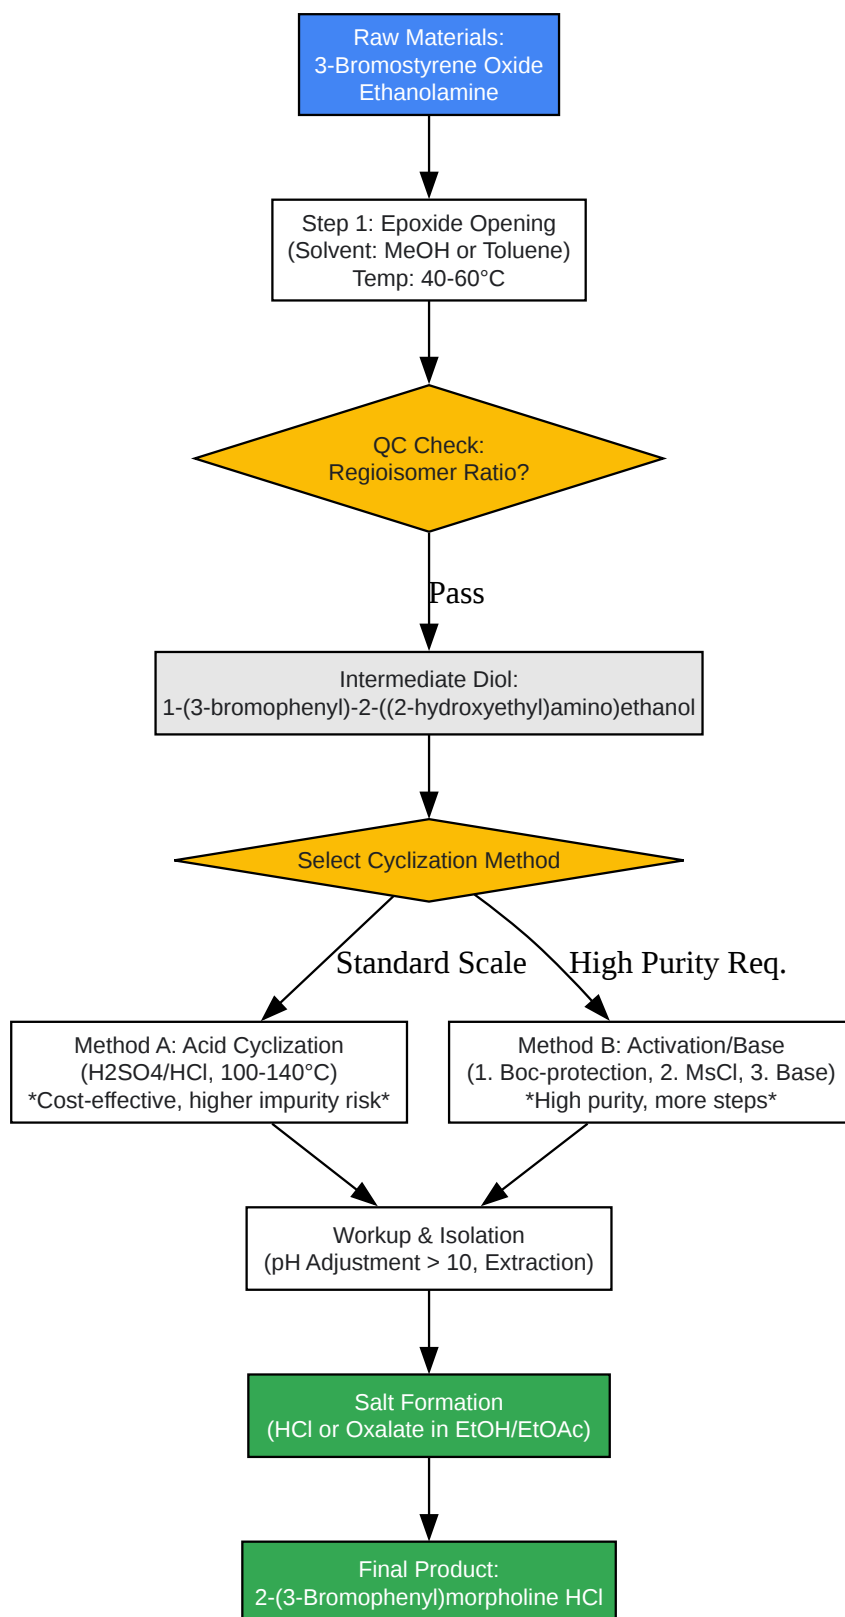 Raw Materials:
3-Bromostyrene Oxide
Ethanolamine
Step 1: Epoxide Opening
(Solvent: MeOH or Toluene)
Temp: 40-60°C
QC Check:
Regioisomer Ratio?
Pass
Intermediate Diol:
1-(3-bromophenyl)-2-((2-hydroxyethyl)amino)ethanol
Select Cyclization Method
Standard Scale
High Purity Req.
Method A: Acid Cyclization
(H2SO4/HCl, 100-140°C)
*Cost-effective, higher impurity risk*
Method B: Activation/Base
(1. Boc-protection, 2. MsCl, 3. Base)
*High purity, more steps*
Workup & Isolation
(pH Adjustment > 10, Extraction)
Salt Formation
(HCl or Oxalate in EtOH/EtOAc)
Final Product:
2-(3-Bromophenyl)morpholine HCl